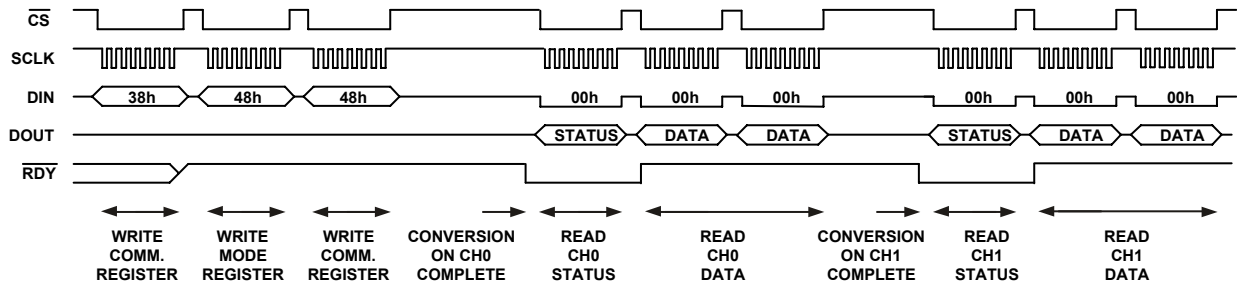 CS
SCLK
DIN 38h 48h 48h 00h 00h 00h 00h 00h 00h
DOUT STATUS DATA DATA STATUS DATA DATA
RDY
WRITE COMM. REGISTER
WRITE MODE REGISTER
WRITE COMM. REGISTER
CONVERSION ON CH0 COMPLETE
READ CH0 STATUS
READ CH0 DATA
CONVERSION ON CH1 COMPLETE
READ CH1 STATUS
READ CH1 DATA